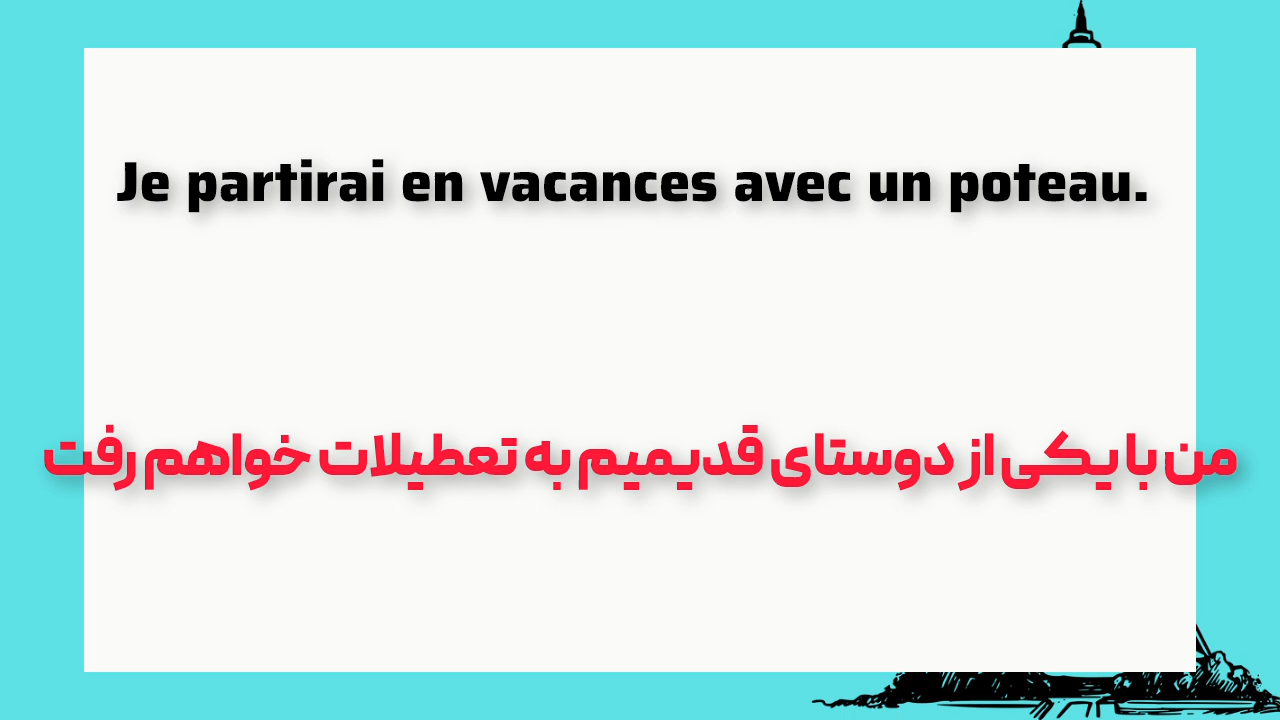 Je partirai en vacances avec un poteau.
من با یکی از دوستای قدیمیم به تعطیلات خواهم رفت